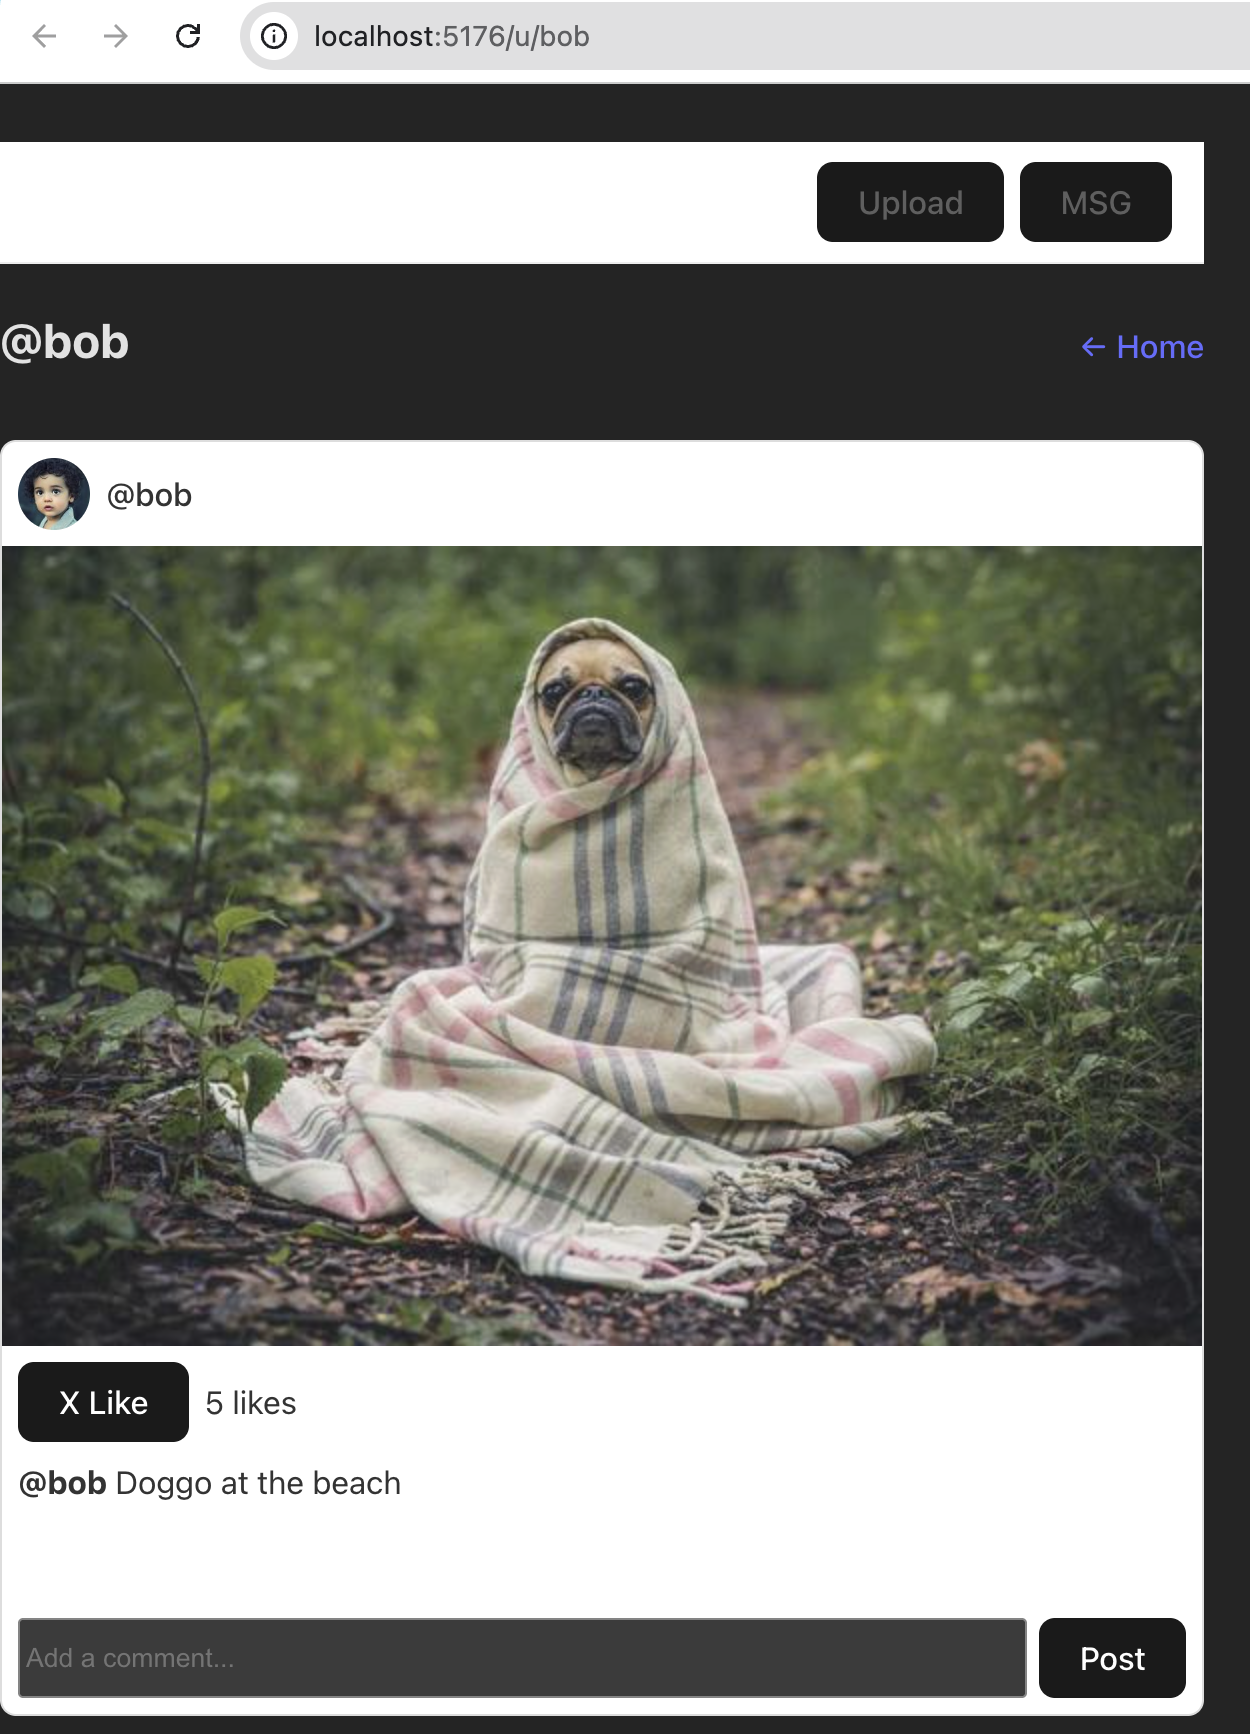 localhost:5176/u/bob
Upload MSG
@bob
← Home
@bob
X Like 5 likes
@bob Doggo at the beach
Add a comment...
Post